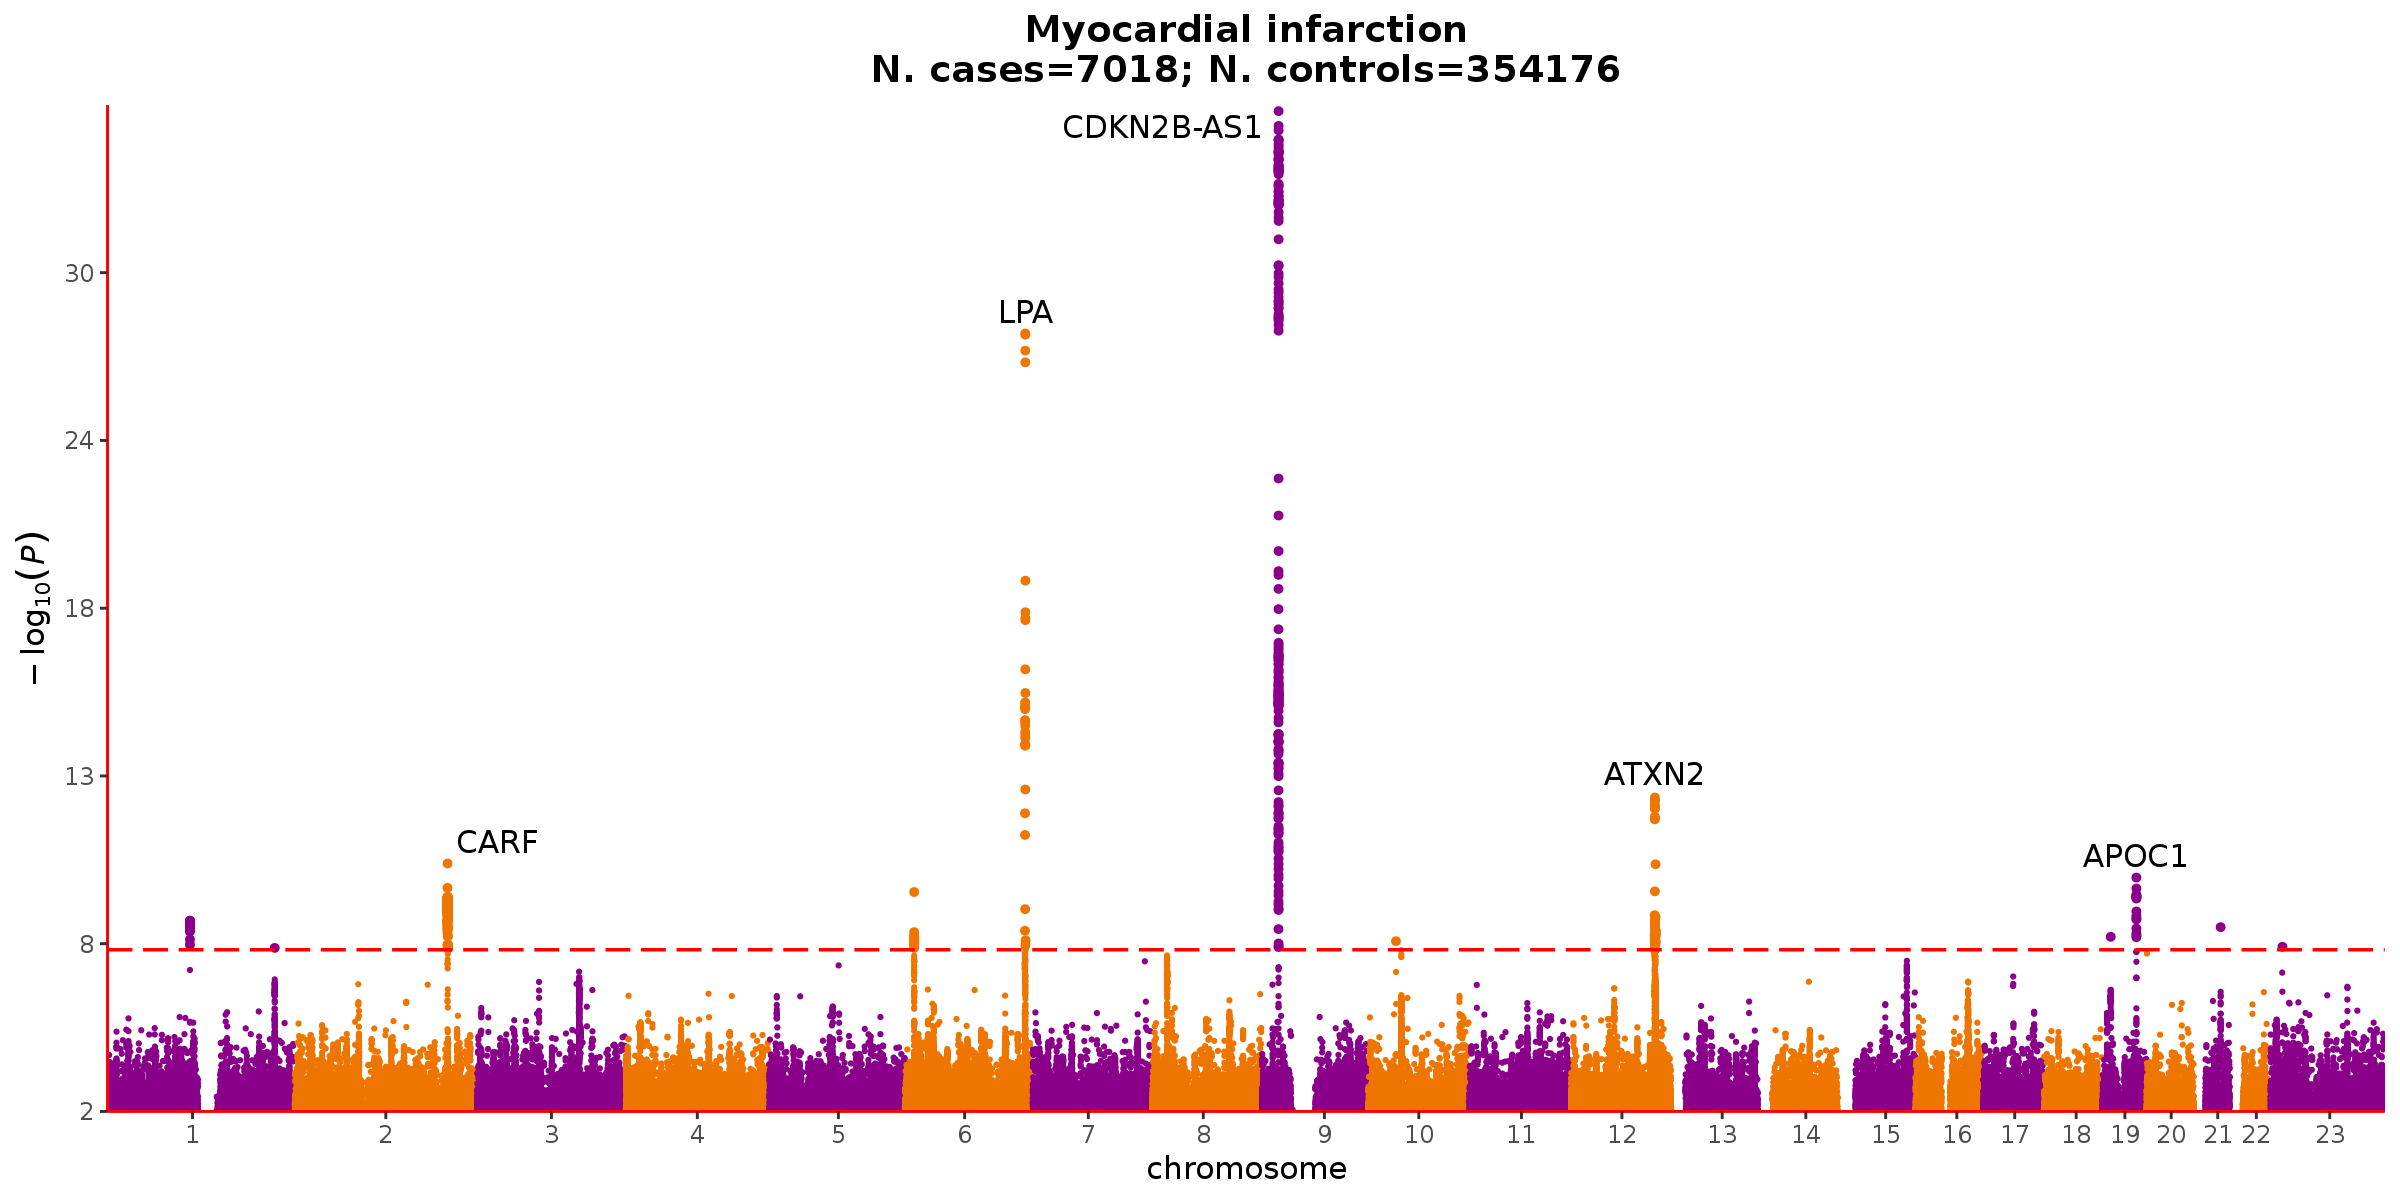 Myocardial infarction
N. cases=7018; N. controls=354176
CDKN2B-AS1
LPA
ATXN2
CARF
APOC1
−log₁₀(P)
30
24
18
13
8
2
1 2 3 4 5 6 7 8 9 10 11 12 13 14 15 16 17 18 19 20 21 22 23
chromosome